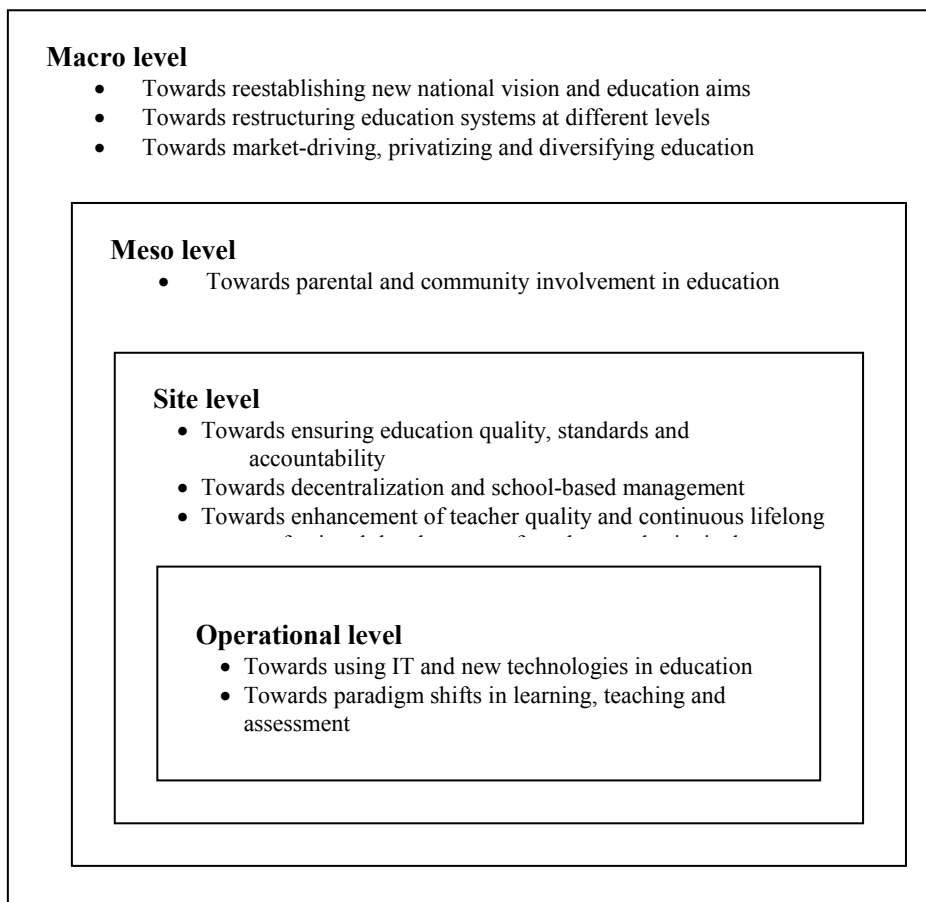 Macro level
• Towards reestablishing new national vision and education aims
• Towards restructuring education systems at different levels
• Towards market-driving, privatizing and diversifying education
Meso level
• Towards parental and community involvement in education
Site level
• Towards ensuring education quality, standards and
accountability
• Towards decentralization and school-based management
• Towards enhancement of teacher quality and continuous lifelong
Operational level
• Towards using IT and new technologies in education
• Towards paradigm shifts in learning, teaching and
assessment